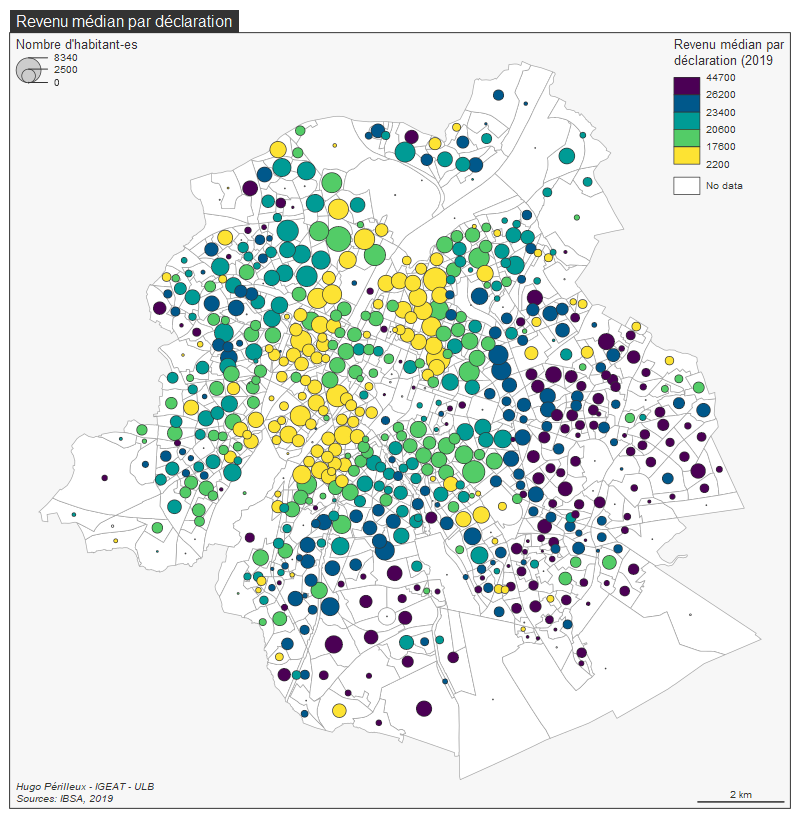 Revenu médian par déclaration
Nombre d'habitant-es
8340
2500
0
Revenu médian par
déclaration (2019
44700
26200
23400
20600
17600
2200
No data
Hugo Périlleux - IGEAT - ULB
Sources: IBSA, 2019
2 km